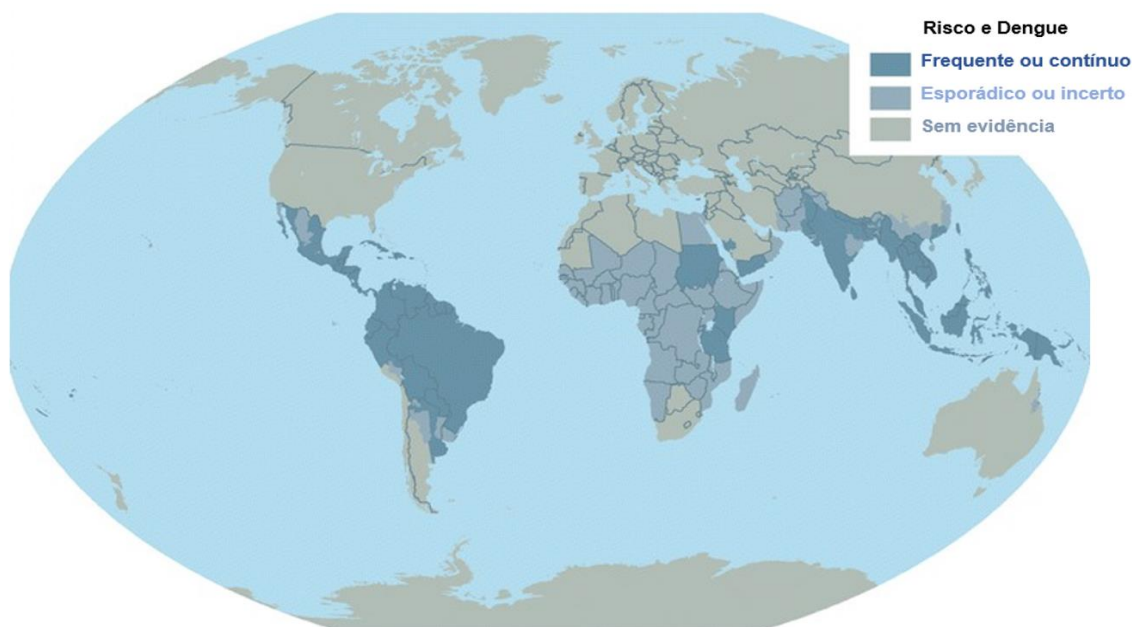 Risco e Dengue
Frequente ou contínuo
Esporádico ou incerto
Sem evidência